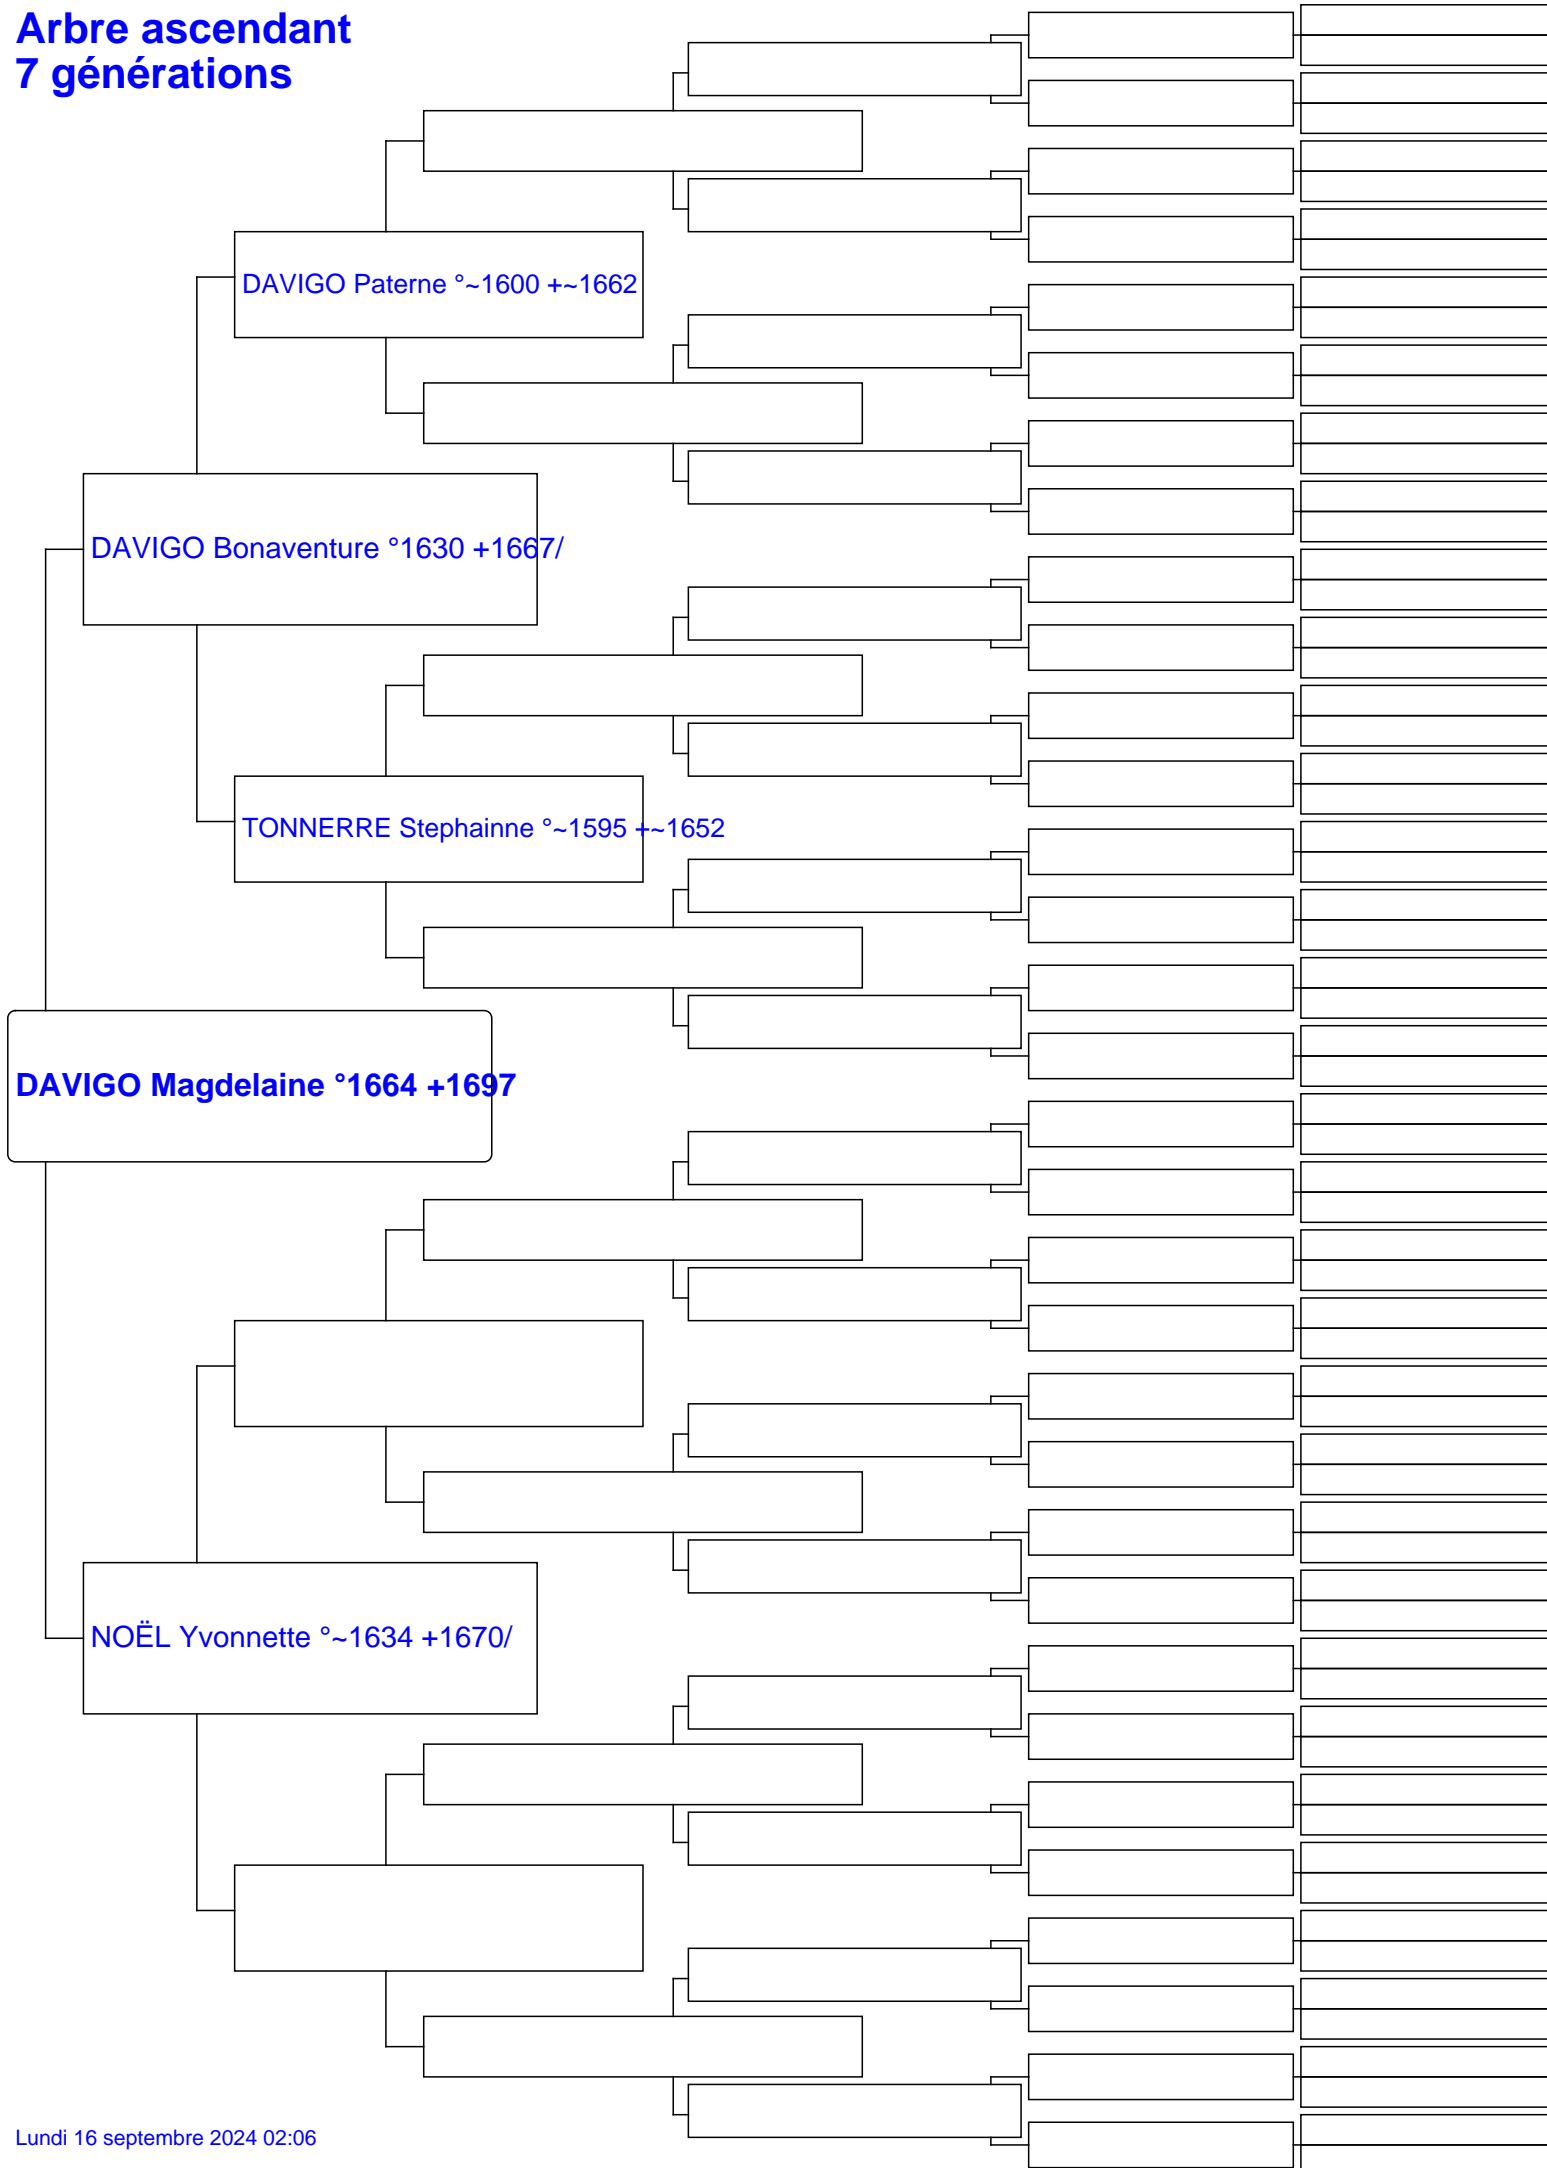 Arbre ascendant
7 générations
DAVIGO Paterne °~1600 +~1662
DAVIGO Bonaventure °1630 +1667/
TONNERRE Stephainne °~1595 +~1652
DAVIGO Magdelaine °1664 +1697
NOËL Yvonnette °~1634 +1670/
Lundi 16 septembre 2024 02:06